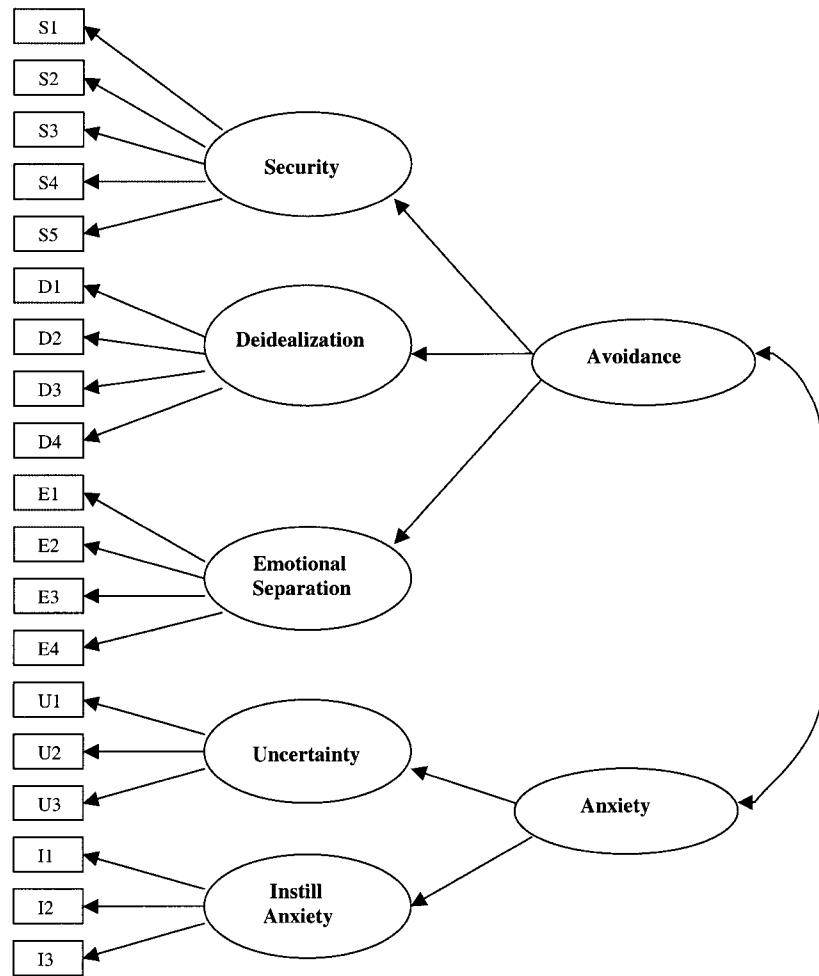 S1
S2
S3
S4
S5
D1
D2
D3
D4
E1
E2
E3
E4
U1
U2
U3
I1
I2
I3
Security
Deidealization
Emotional
Separation
Uncertainty
Instill
Anxiety
Avoidance
Anxiety